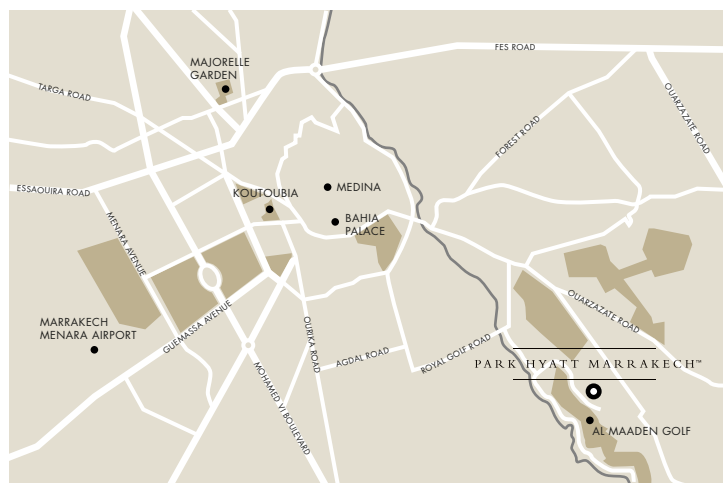 FES ROAD
MAJORELLE
GARDEN
TARGA ROAD
OUARZAZATE ROAD
FOREST ROAD
ESSAOUIRA ROAD
KOUTOUBIA
MEDINA
BAHIA
PALACE
MENARA AVENUE
MARRAKECH
MENARA AIRPORT
GUEMASSA AVENUE
OURIKA ROAD
AGDAL ROAD
ROYAL GOLF ROAD
OUARZAZATE ROAD
MOHAMED VI BOULEVARD
PARK HYATT MARRAKECH™
AL MAADEN GOLF